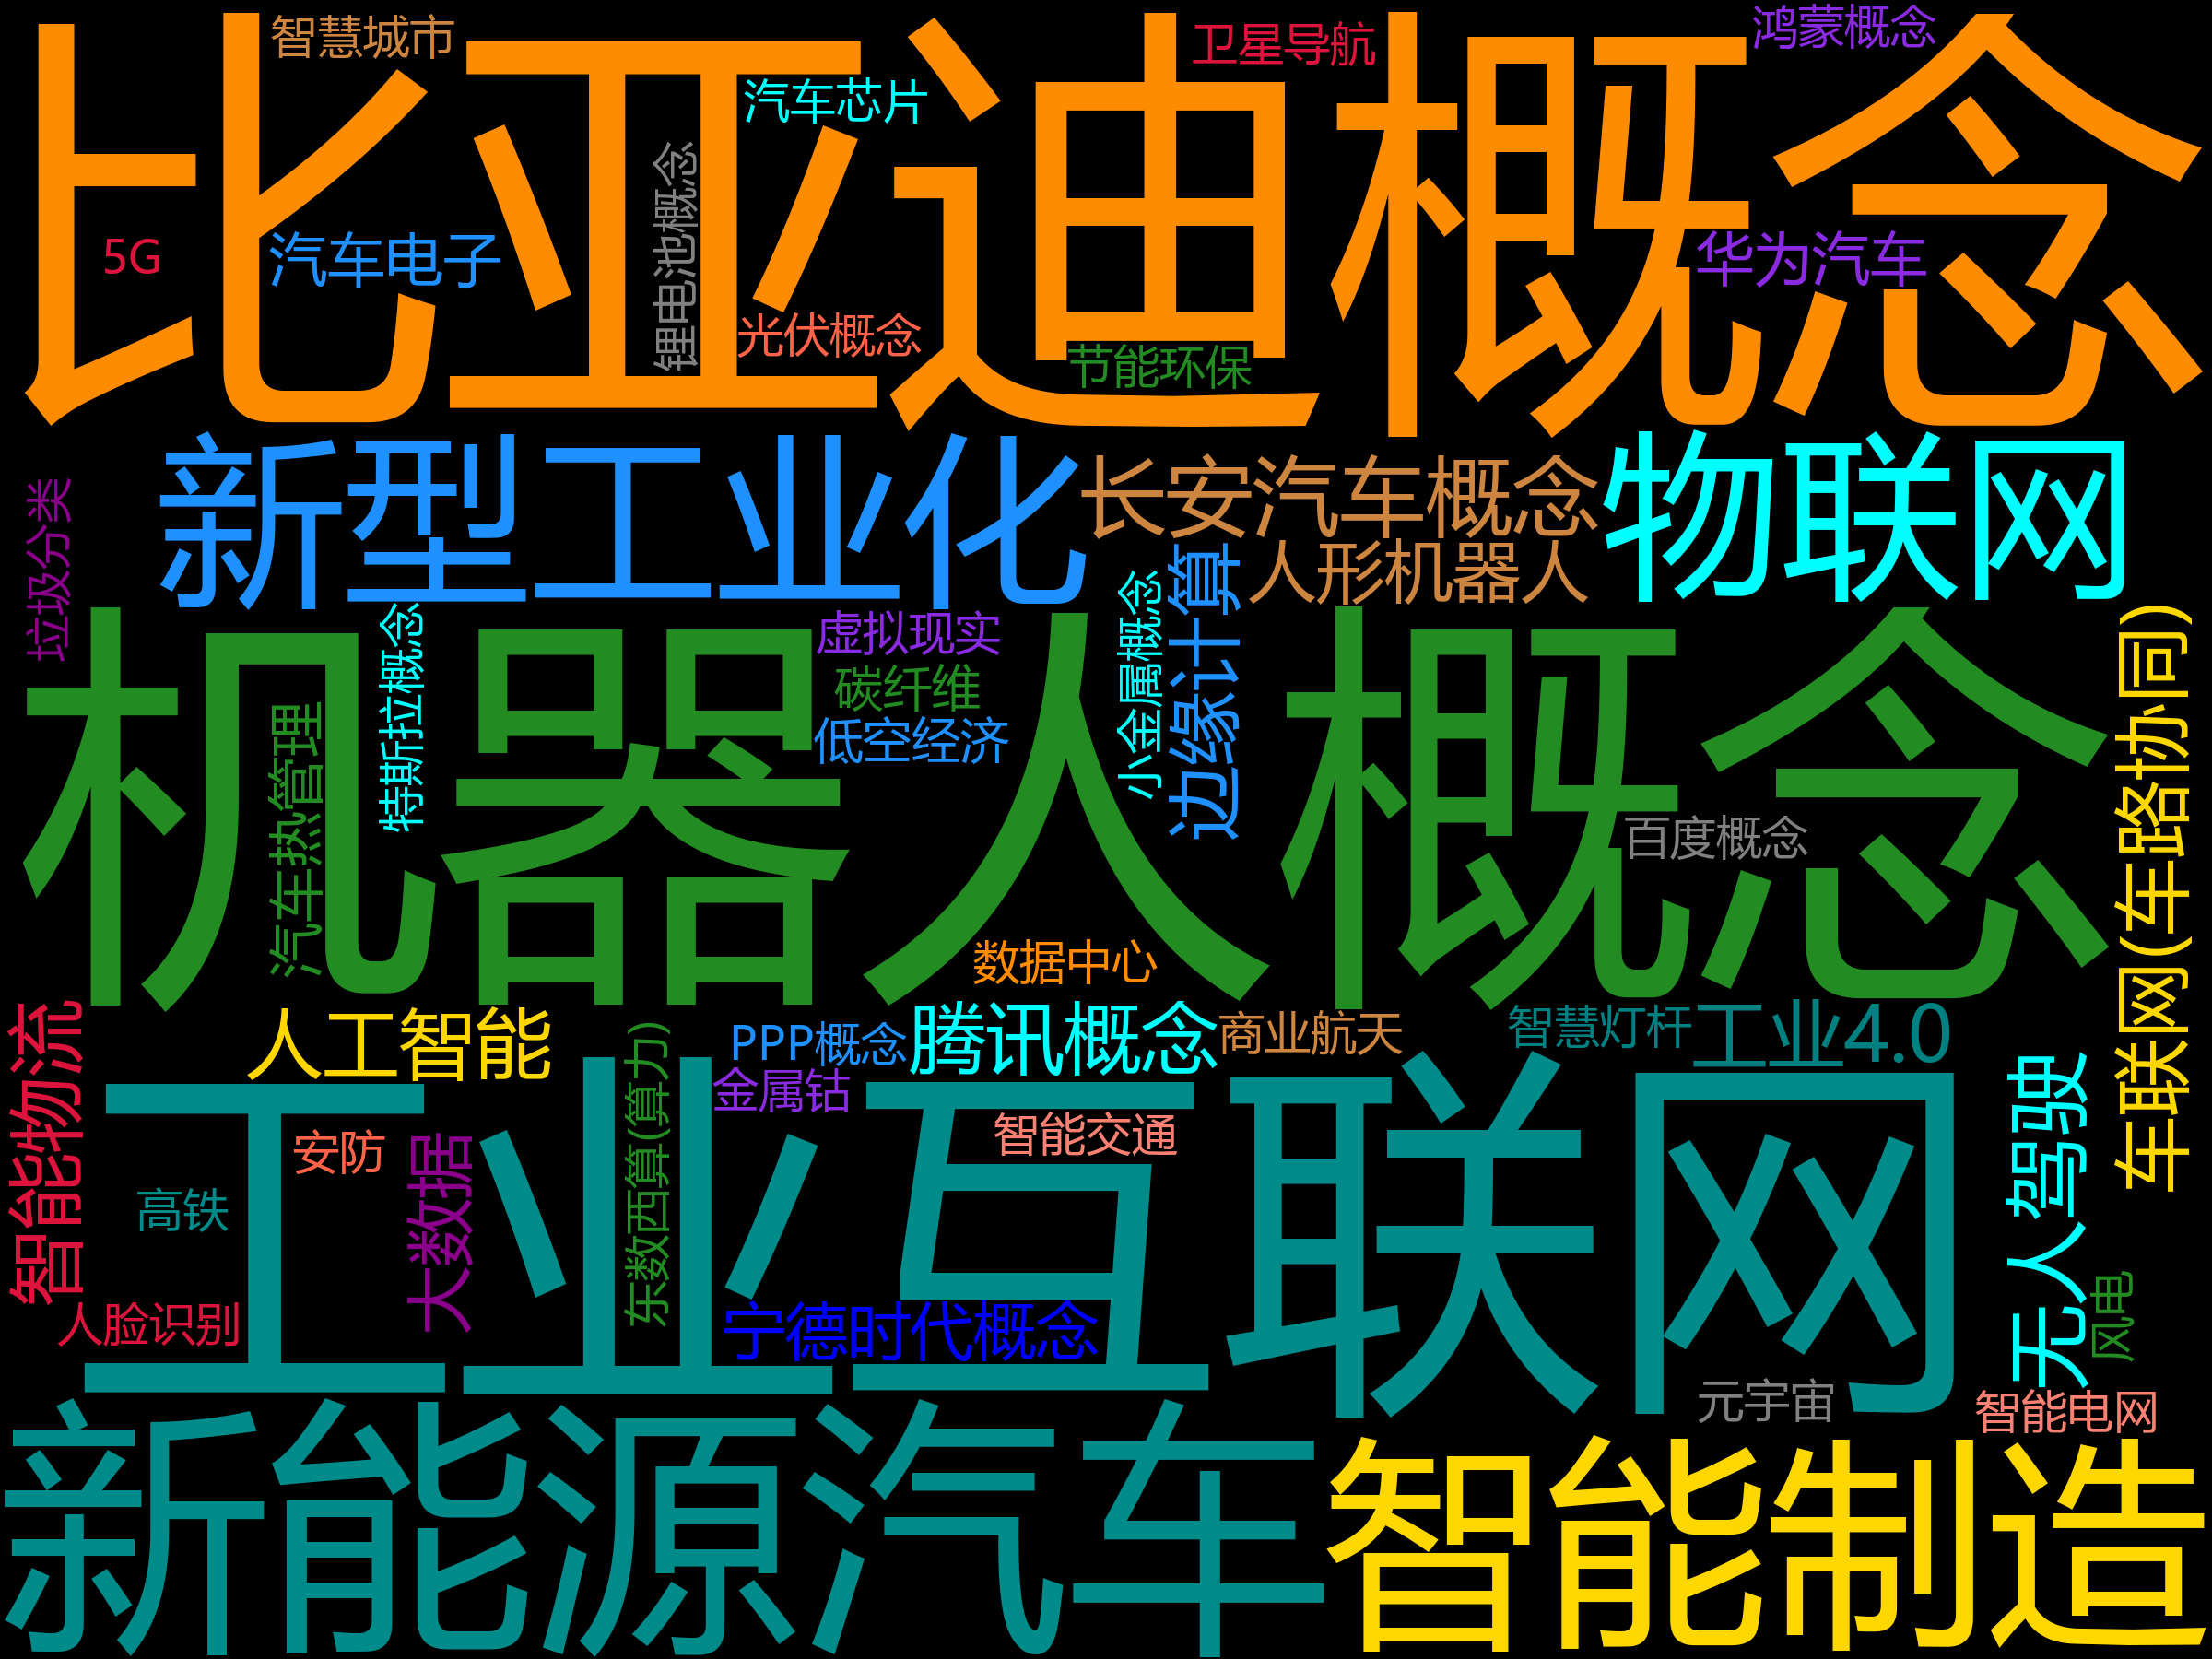 比亚迪概念
智慧城市
卫星导航
鸿蒙概念
汽车芯片
锂电池概念
5G
汽车电子
华为汽车
光伏概念
节能环保
新型工业化
长安汽车概念
物联网
人形机器人
垃圾分类
边缘计算
小金属概念
特斯拉概念
虚拟现实
碳纤维
低空经济
机器人概念
汽车热管理
百度概念
车联网(车路协同)
数据中心
智能物流
人工智能
东数西算(算力)
PPP概念
腾讯概念
商业航天
智慧灯杆
工业4.0
金属钴
工业互联网
智能交通
安防
大数据
高铁
无人驾驶
风电
人脸识别
宁德时代概念
元宇宙
智能电网
新能源汽车
智能制造